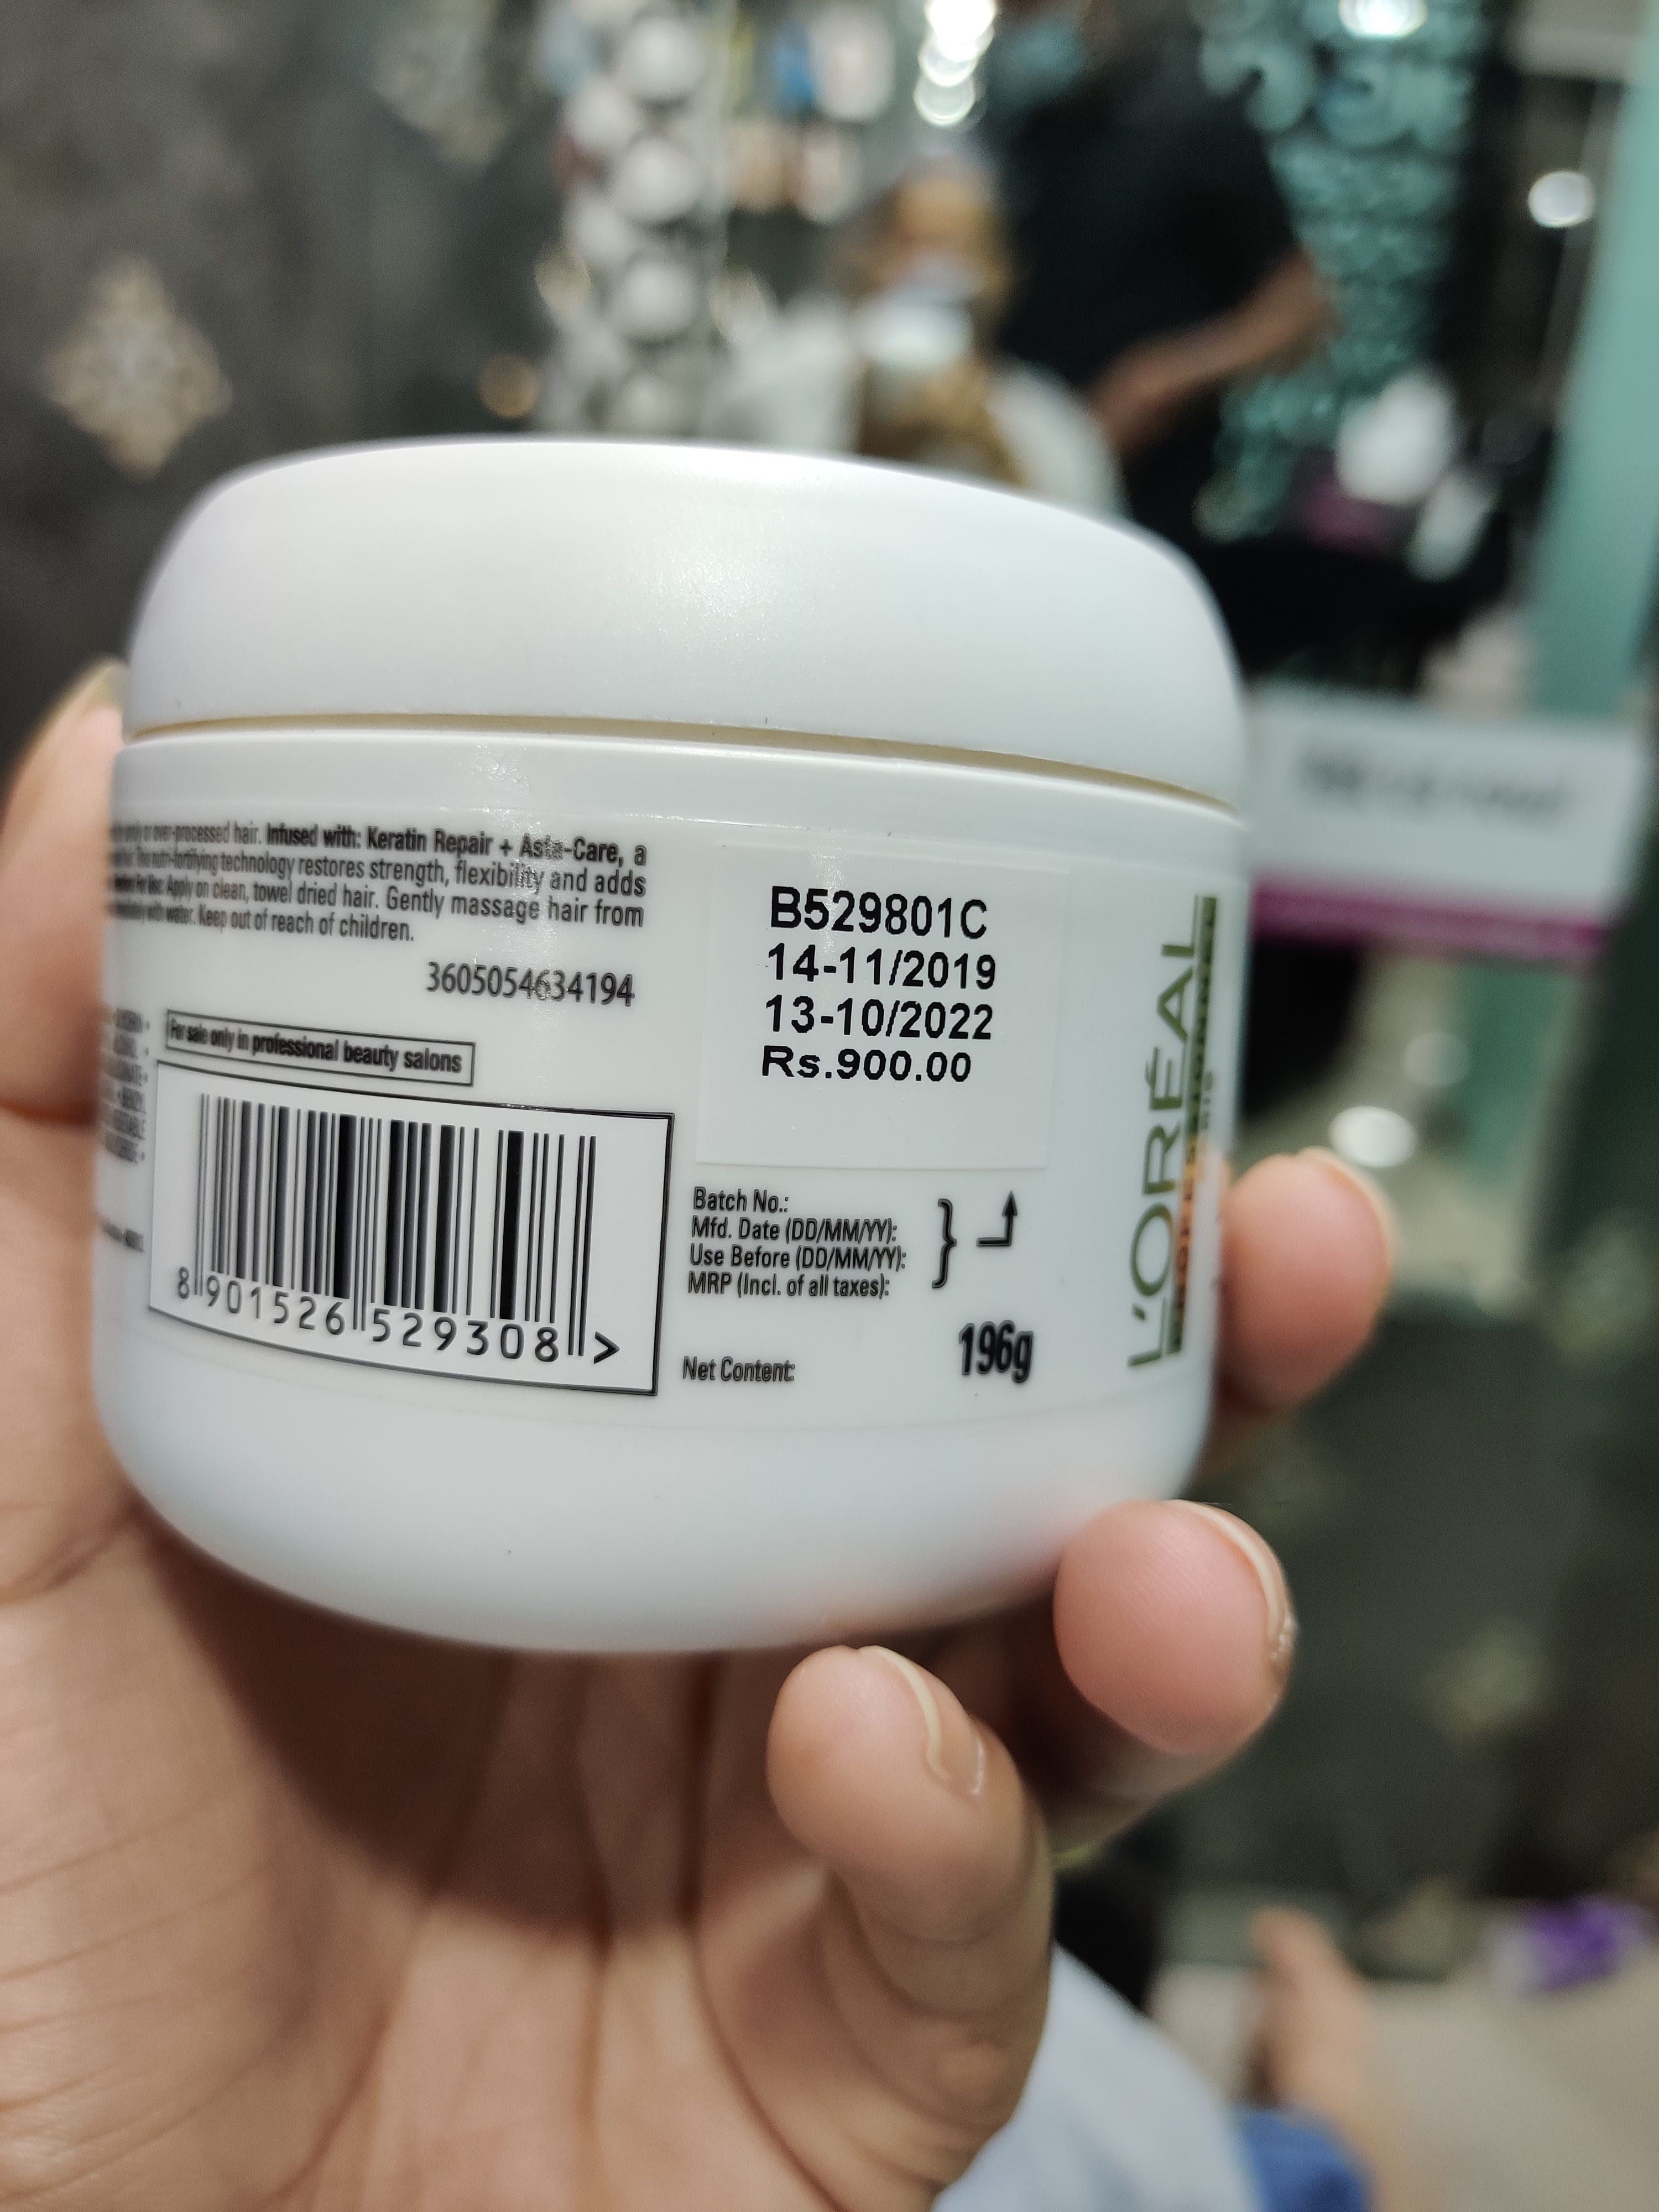 or over-processed hair. Infused with: Keratin Repair + Asta-Care, a
technology restores strength, flexibility and adds
Apply on clean, towel dried hair. Gently massage hair from
with water. Keep out of reach of children.
3605054634194
For sale only in professional beauty salons
8 901526 529308 >
B529801C
14-11/2019
13-10/2022
Rs.900.00
Batch No.:
Mfd. Date (DD/MM/YY):
Use Before (DD/MM/YY):
MRP (Incl. of all taxes):
Net Content: 196g
L'ORÉAL